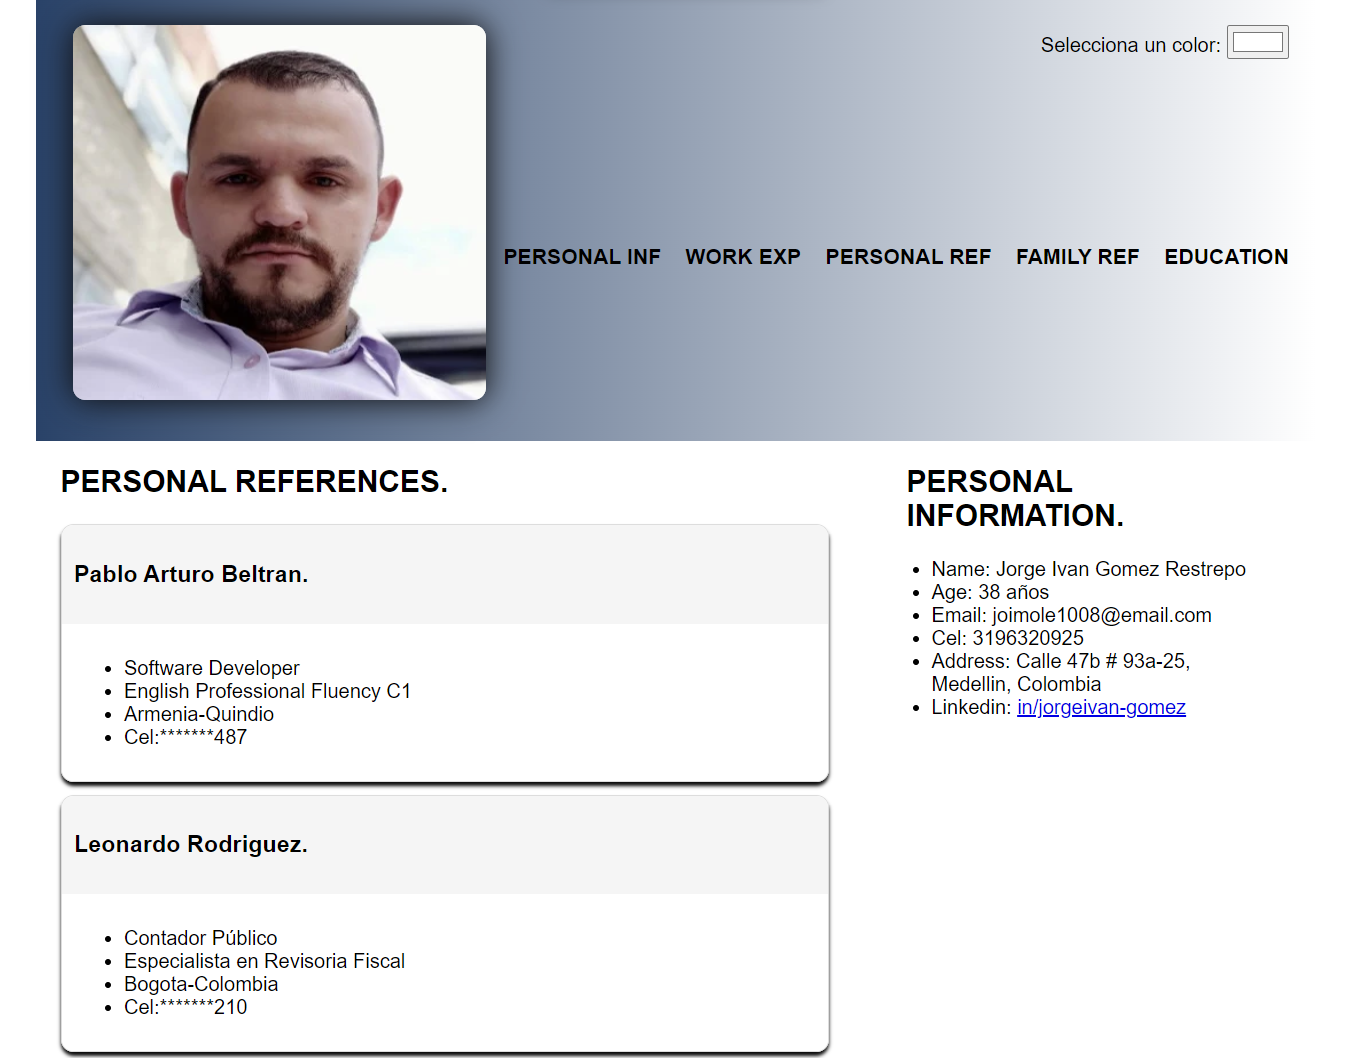 Selecciona un color:
PERSONAL INF WORK EXP PERSONAL REF FAMILY REF EDUCATION
PERSONAL REFERENCES.
Pablo Arturo Beltran.
Software Developer
English Professional Fluency C1
Armenia-Quindio
Cel:*******487
Leonardo Rodriguez.
Contador Público
Especialista en Revisoria Fiscal
Bogota-Colombia
Cel:*******210
PERSONAL
INFORMATION.
Name: Jorge Ivan Gomez Restrepo
Age: 38 años
Email: joimole1008@email.com
Cel: 3196320925
Address: Calle 47b # 93a-25,
Medellin, Colombia
Linkedin: in/jorgeivan-gomez